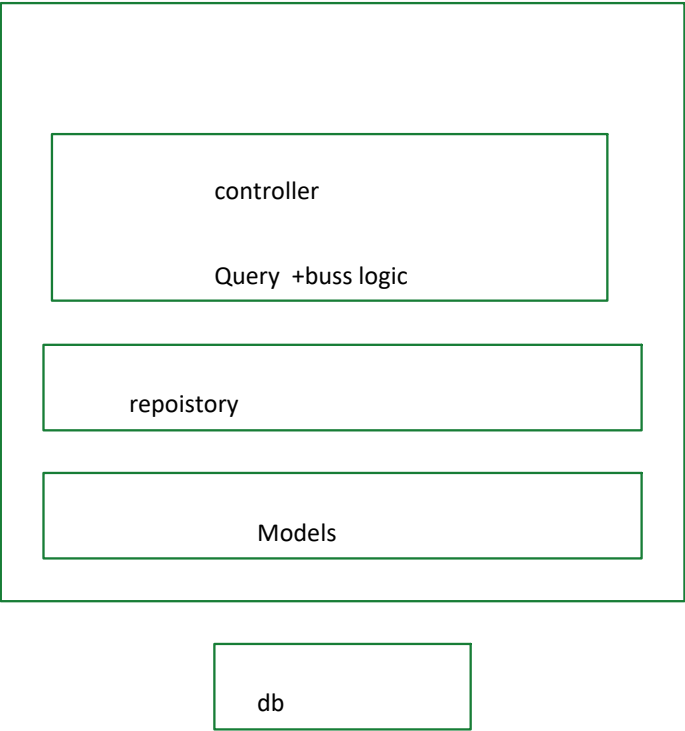 controller
Query  +buss logic
repoistory
Models
db